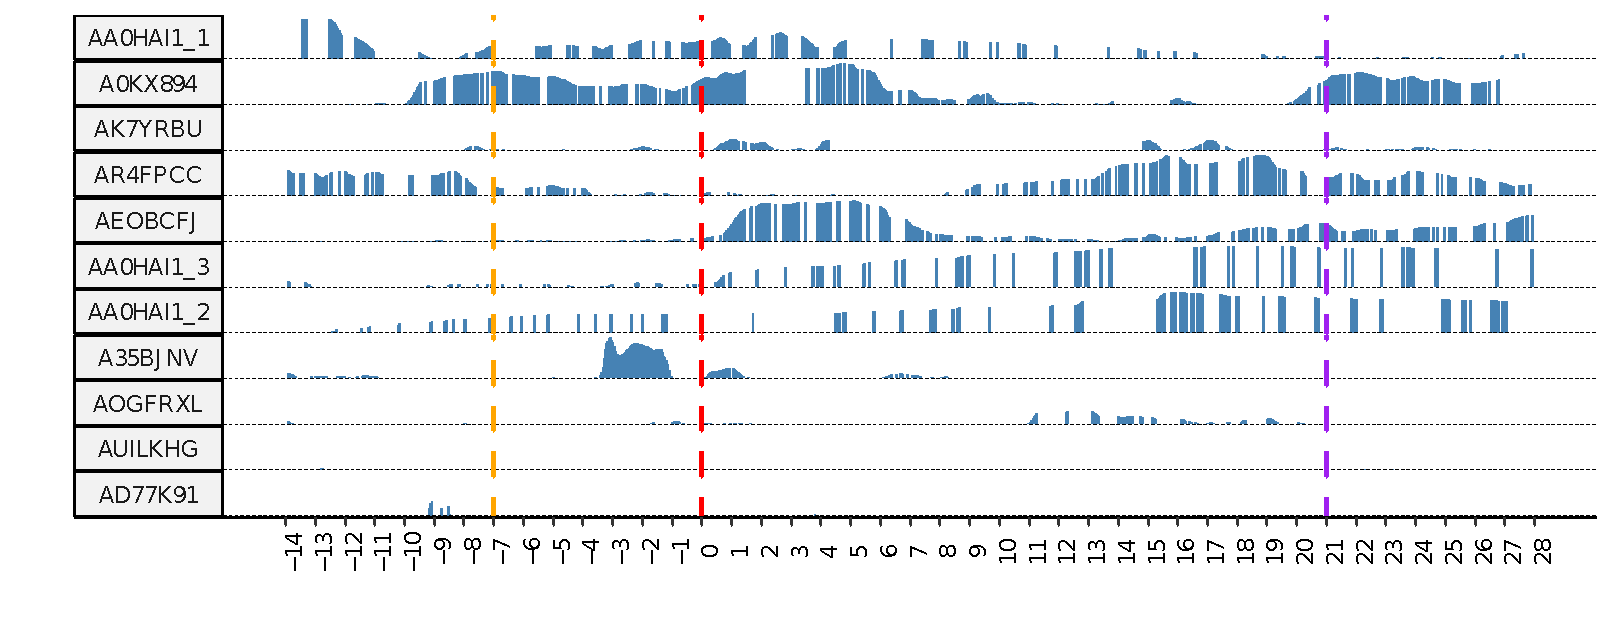 AA0HAI1_1
A0KX894
AK7YRBU
AR4FPCC
AEOBCFJ
AA0HAI1_3
AA0HAI1_2
A35BJNV
AOGFRXL
AUILKHG
AD77K91
−14 −13 −12 −11 −10 −9 −8 −7 −6 −5 −4 −3 −2 −1 0 1 2 3 4 5 6 7 8 9 10 11 12 13 14 15 16 17 18 19 20 21 22 23 24 25 26 27 28